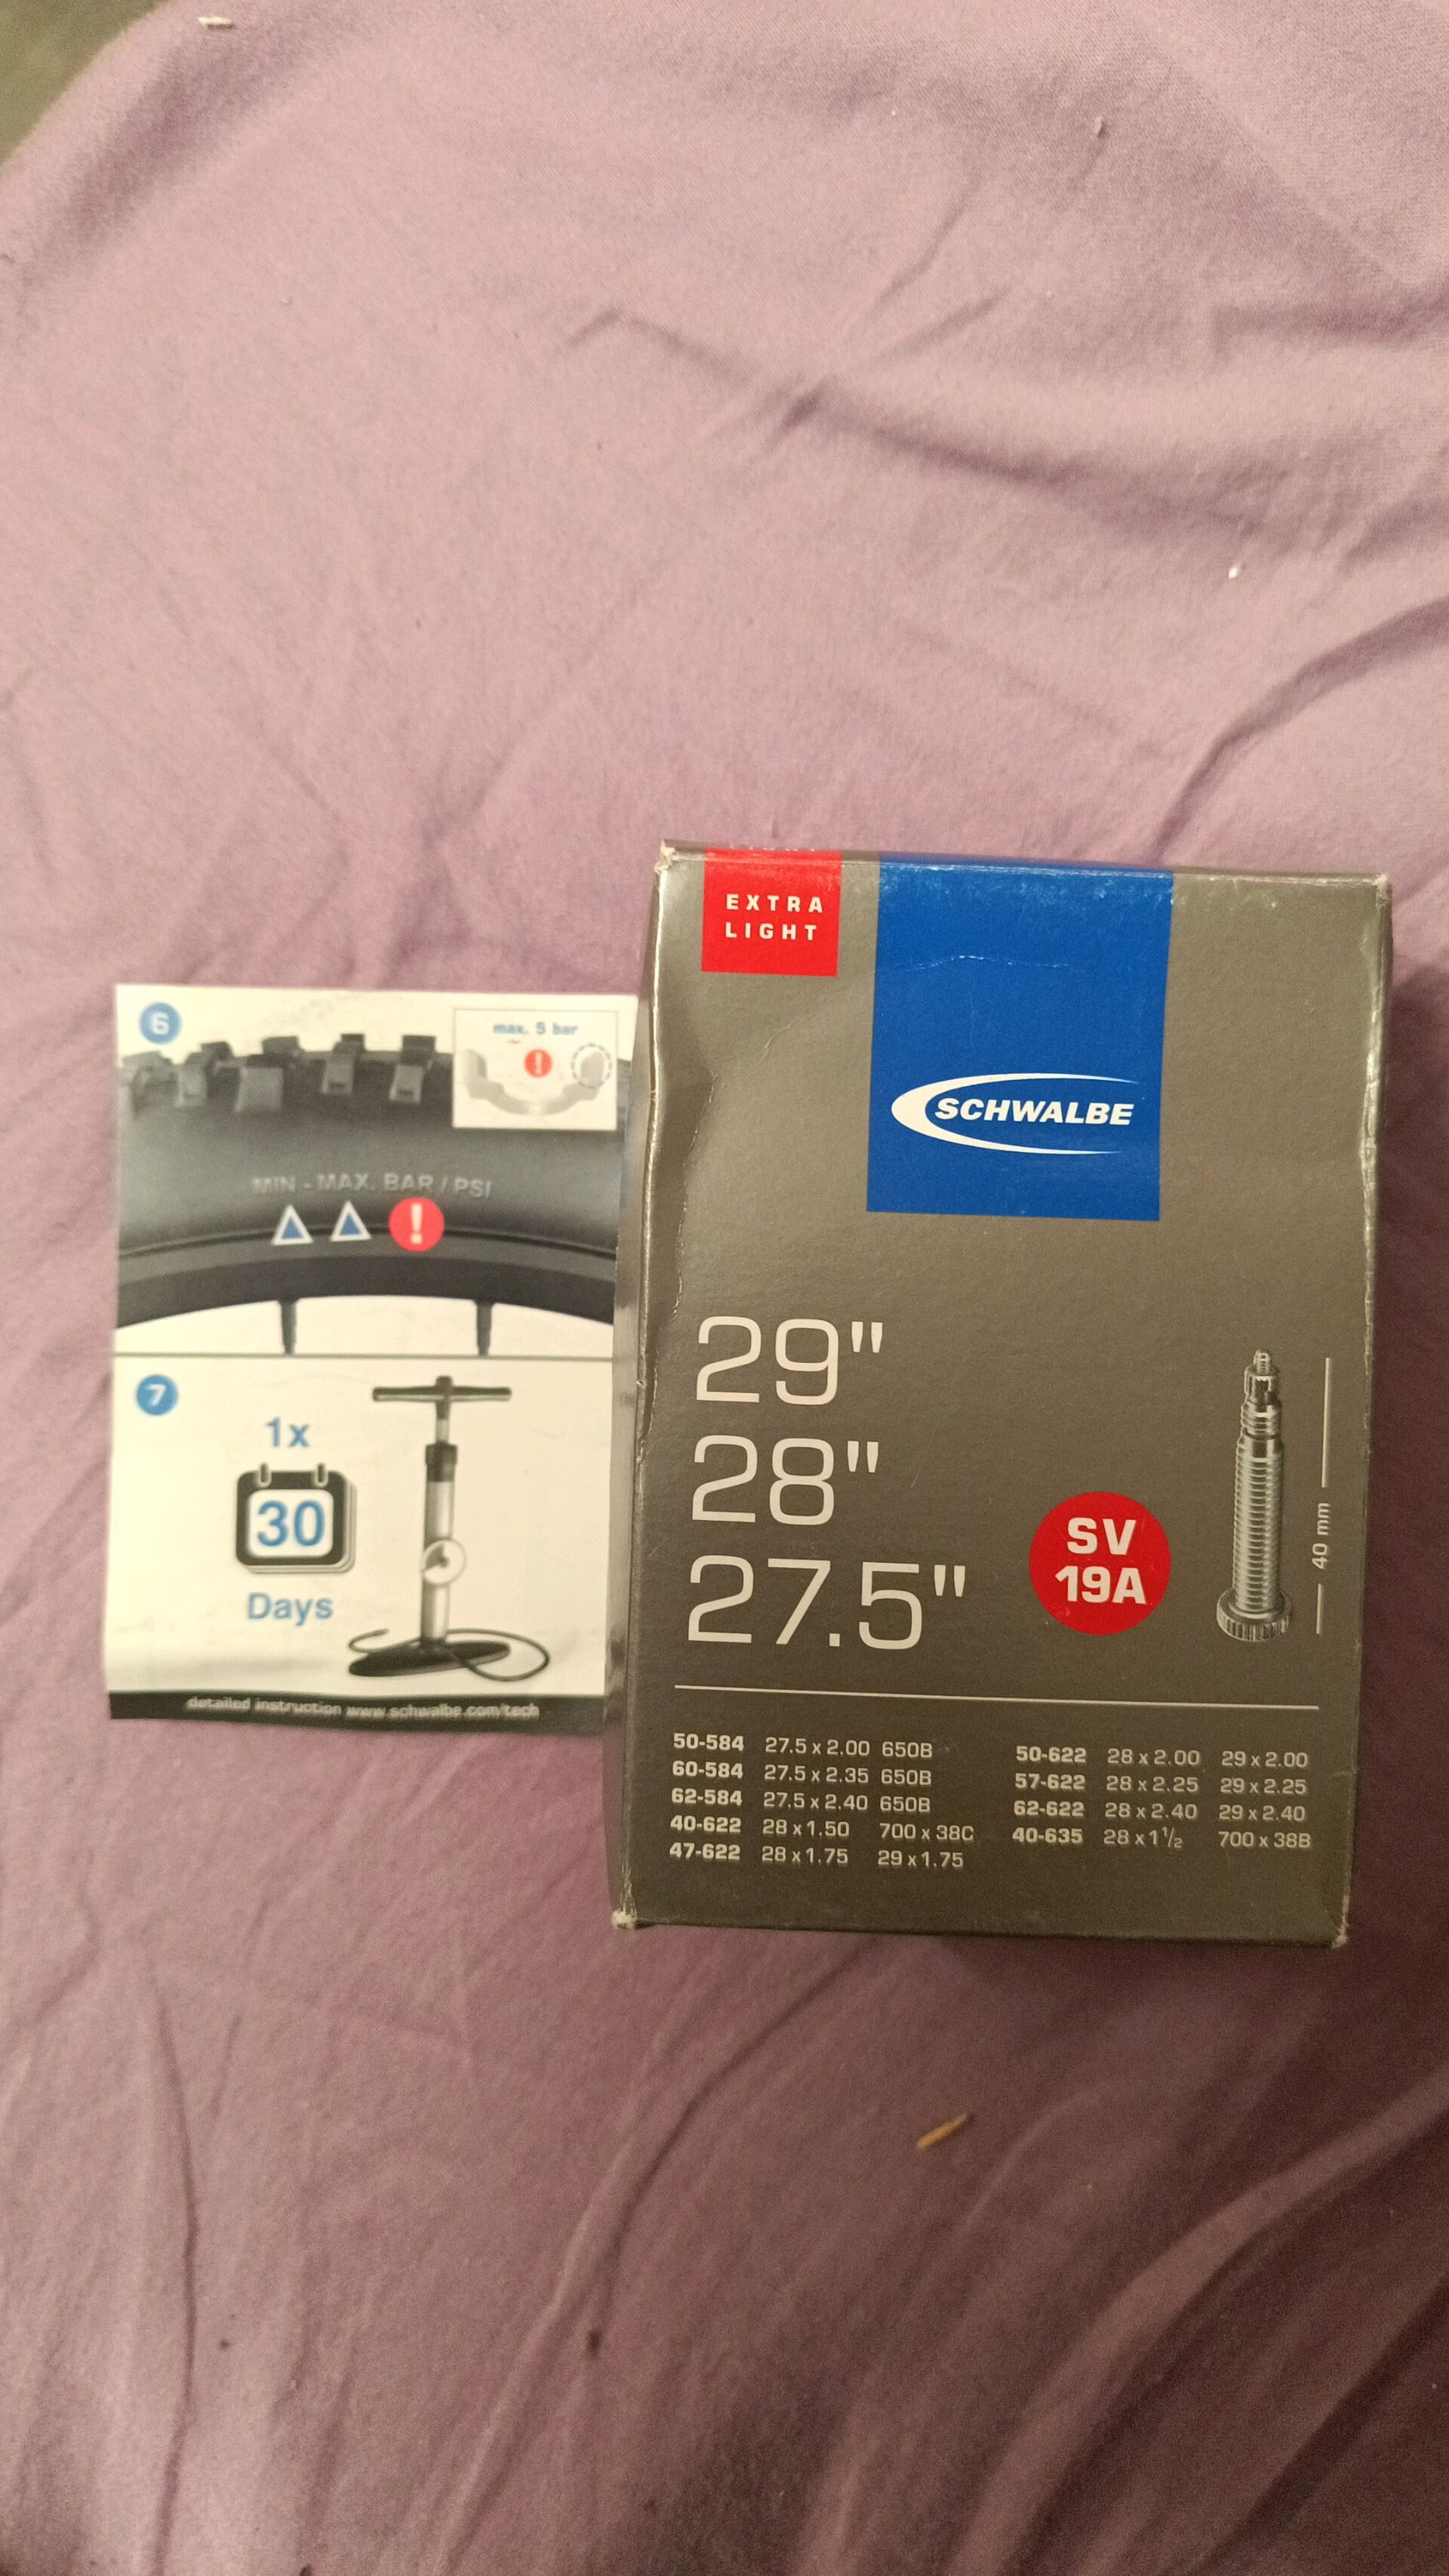 6
max. 5 bar
!
MIN - MAX. BAR / PSI
!
7
1x
30
Days
detailed instruction www.schwalbe.com/tech
EXTRA
LIGHT
SCHWALBE
29"
28"
27.5"
SV
19A
40 mm
50-584 27.5 x 2.00 650B
60-584 27.5 x 2.35 650B
62-584 27.5 x 2.40 650B
40-622 28 x 1.50 700 x 38C
47-622 28 x 1.75 29 x 1.75
50-622 28 x 2.00 29 x 2.00
57-622 28 x 2.25 29 x 2.25
62-622 28 x 2.40 29 x 2.40
40-635 28 x 1 1/2 700 x 38B